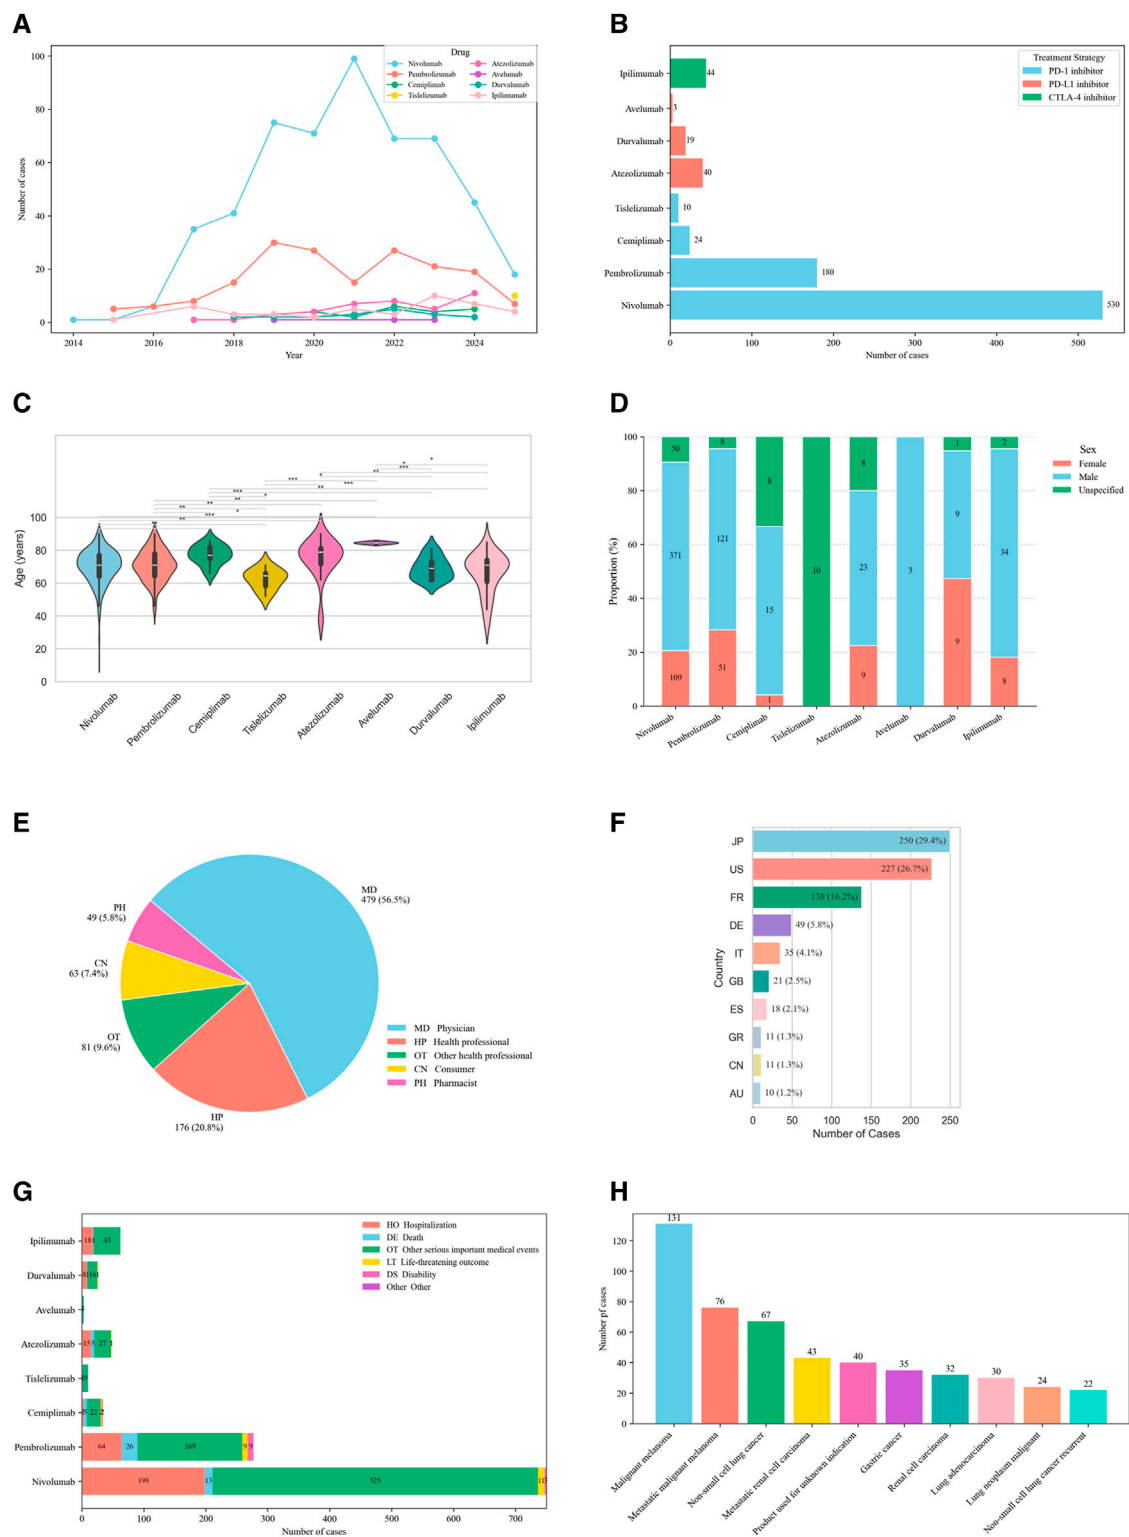 A
Drug
Nivolumab
Pembrolizumab
Cemiplimab
Tislelizumab
Atezolizumab
Avelumab
Durvalumab
Ipilimumab
100
80
60
40
20
0
Number of cases
2014 2016 2018 2020 2022 2024
Year
B
Treatment Strategy
PD-1 inhibitor
PD-L1 inhibitor
CTLA-4 inhibitor
Ipilimumab 44
Avelumab 3
Durvalumab 19
Atezolizumab 40
Tislelizumab 10
Cemiplimab 24
Pembrolizumab 180
Nivolumab 530
0 100 200 300 400 500
Number of cases
C
Age (years)
100
80
60
40
20
0
Nivolumab
Pembrolizumab
Cemiplimab
Tislelizumab
Atezolizumab
Avelumab
Durvalumab
Ipilimumab
D
Sex
Female
Male
Unspecified
Proportion (%)
100
80
60
40
20
0
50 371 109
8 121 51
8 15 1
10
8 23 9
3
1 9 9
2 34 8
Nivolumab
Pembrolizumab
Cemiplimab
Tislelizumab
Atezolizumab
Avelumab
Durvalumab
Ipilimumab
E
MD
479 (56.5%)
PH
49 (5.8%)
CN
63 (7.4%)
OT
81 (9.6%)
HP
176 (20.8%)
MD Physician
HP Health professional
OT Other health professional
CN Consumer
PH Pharmacist
F
Country
JP 250 (29.4%)
US 227 (26.7%)
FR 138 (16.2%)
DE 49 (5.8%)
IT 35 (4.1%)
GB 21 (2.5%)
ES 18 (2.1%)
GR 11 (1.3%)
CN 11 (1.3%)
AU 10 (1.2%)
0 50 100 150 200 250
Number of Cases
G
HO Hospitalization
DE Death
OT Other serious important medical events
LT Life-threatening outcome
DS Disability
Other Other
Ipilimumab 18 1 43
Durvalumab
Avelumab
Atezolizumab 15 5 27 1
Tislelizumab
Cemiplimab 22
Pembrolizumab 64 26 169 9 9
Nivolumab 198 13 525
0 100 200 300 400 500 600 700
Number of cases
H
Number pf cases
120
100
80
60
40
20
0
131 76 67 43 40 35 32 30 24 22
Malignant melanoma
Metastatic malignant melanoma
Non-small cell lung cancer
Metastatic renal cell carcinoma
Product used for unknown indication
Gastric cancer
Renal cell carcinoma
Lung adenocarcinoma
Lung neoplasm malignant
Non-small cell lung cancer recurrent